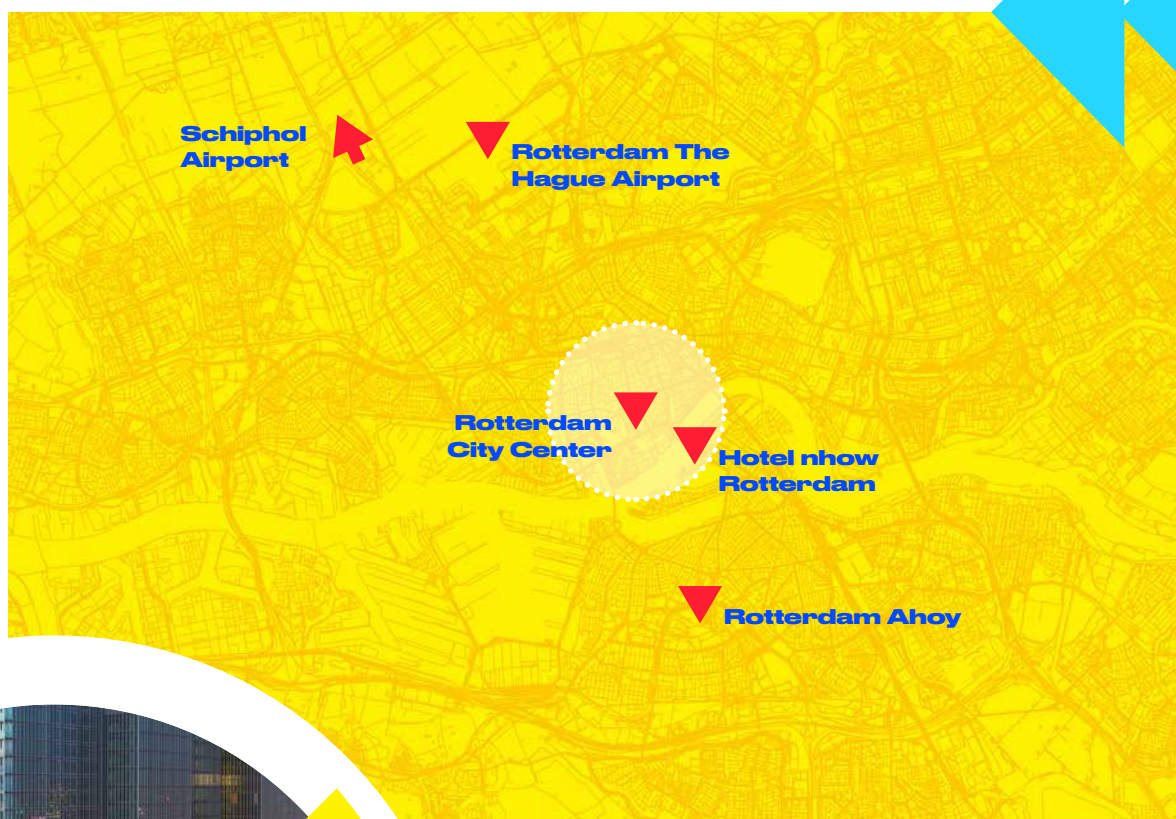 Schiphol
Airport
Rotterdam The
Hague Airport
Rotterdam
City Center
Hotel nhow
Rotterdam
Rotterdam Ahoy